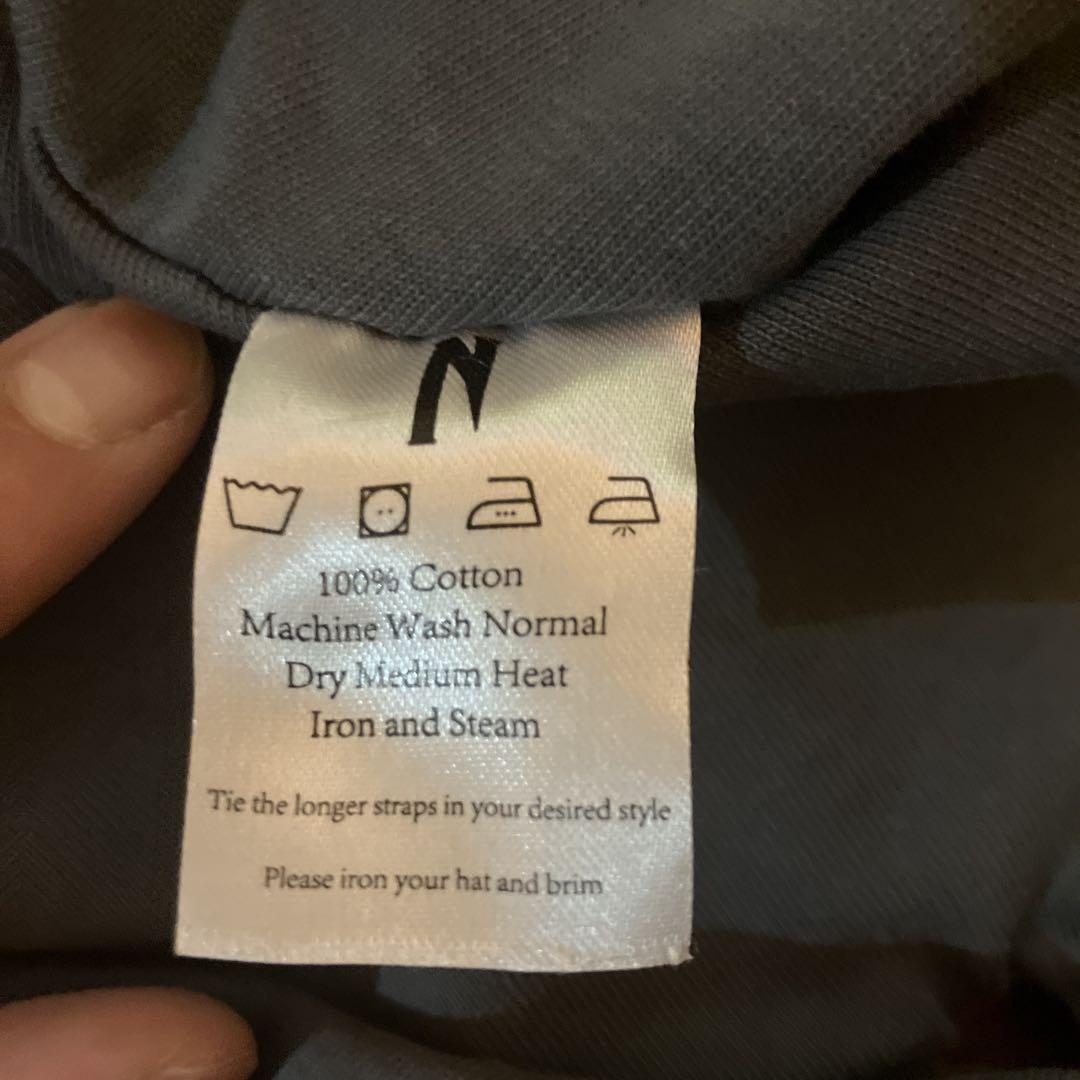 N
100% Cotton
Machine Wash Normal
Dry Medium Heat
Iron and Steam
Tie the longer straps in your desired style
Please iron your hat and brim